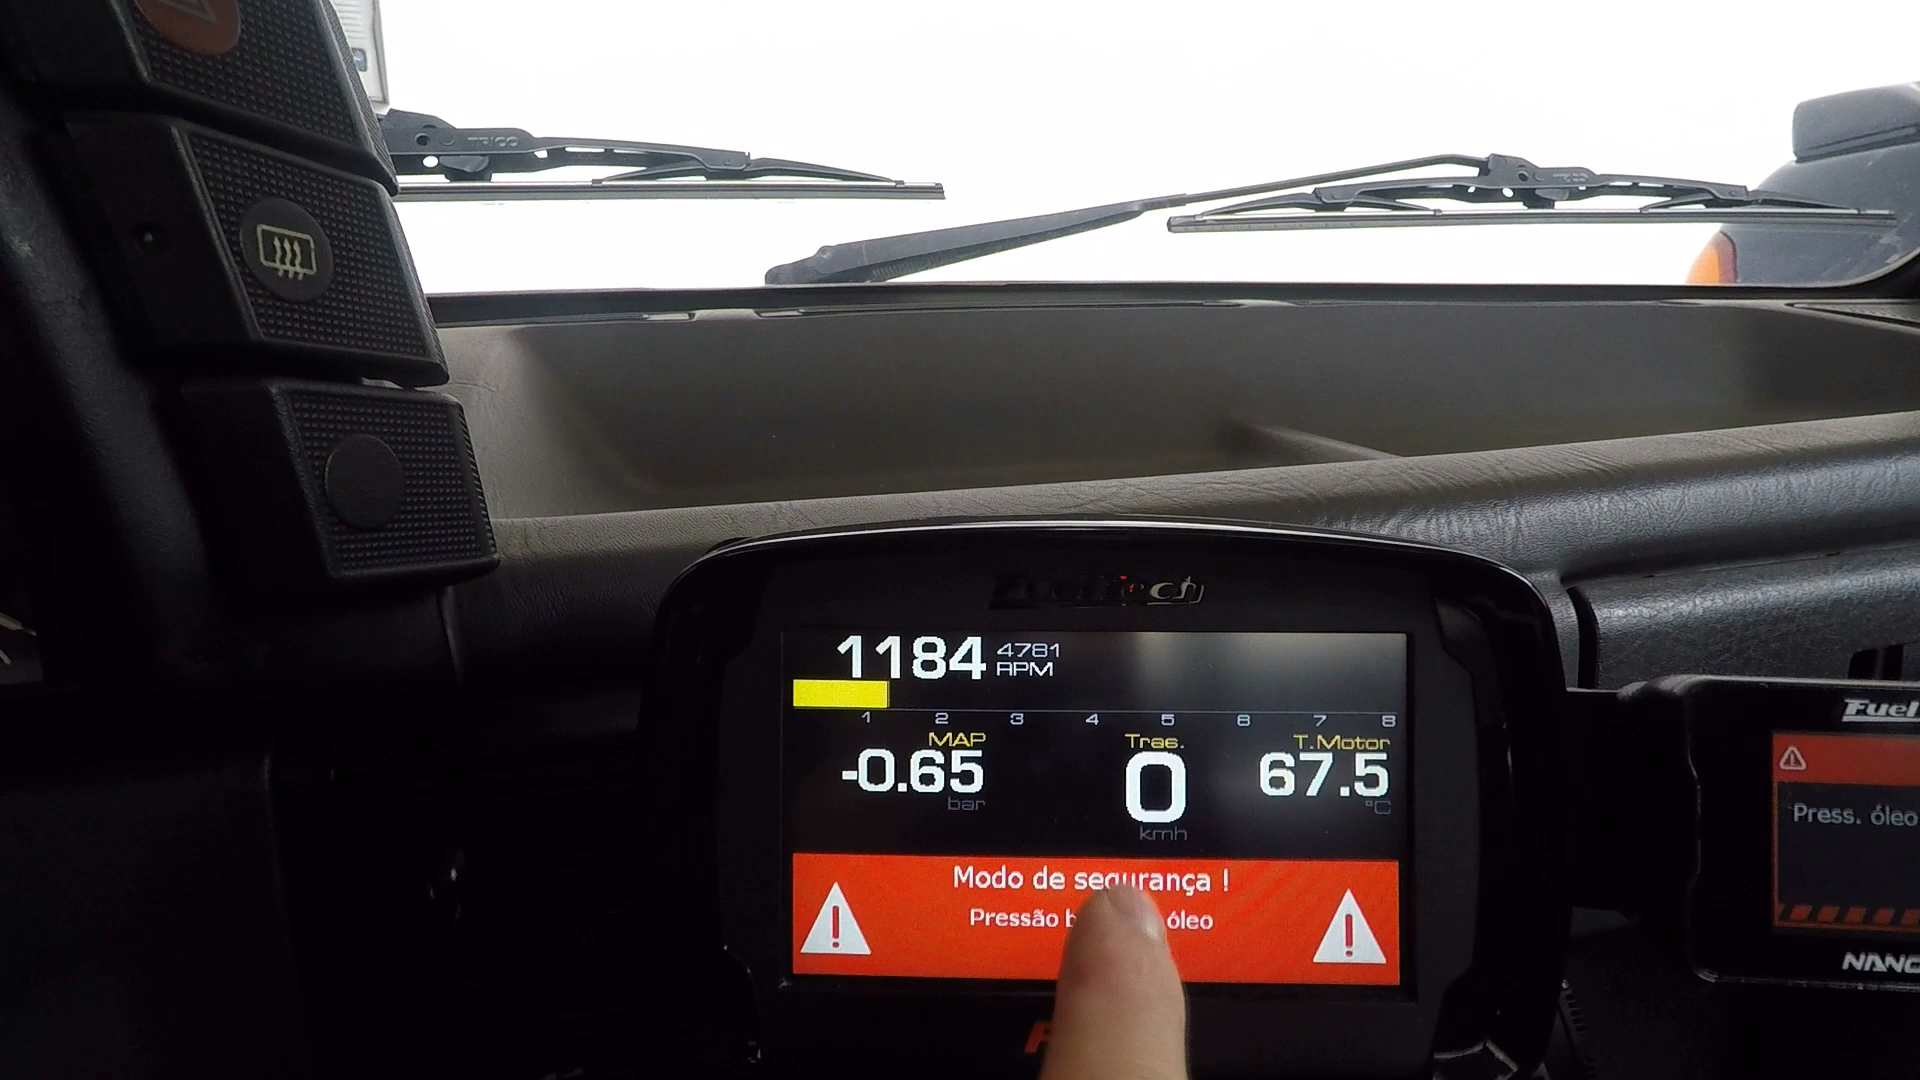 TRICO
FuelTech
1184 4781
RPM
1 2 3 4 5 6 7 8
MAP
-0.65
bar
Tras.
0
kmh
T.Motor
67.5
°C
Modo de segurança !
Pressão óleo
Fuel
Press. óleo
NANO